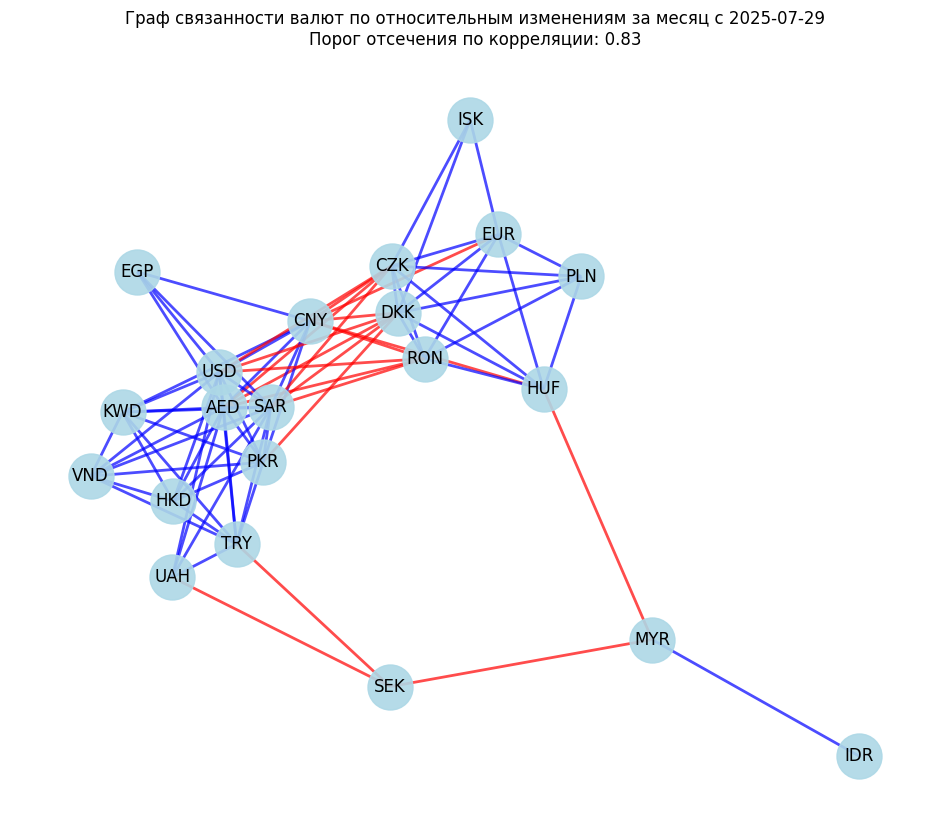 Граф связанности валют по относительным изменениям за месяц с 2025-07-29
Порог отсечения по корреляции: 0.83
ISK
EUR
CZK
EGP
PLN
DKK
CNY
RON
USD
HUF
AED
SAR
KWD
PKR
VND
HKD
TRY
UAH
MYR
SEK
IDR